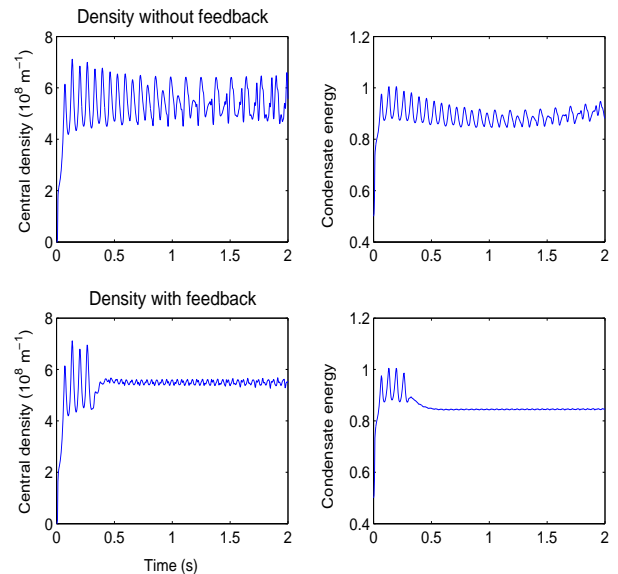 Density without feedback
Central density (10⁸ m⁻¹)
8
6
4
2
0
0 0.5 1 1.5 2
Condensate energy
1.2
1
0.8
0.6
0.4
0 0.5 1 1.5 2
Density with feedback
Central density (10⁸ m⁻¹)
8
6
4
2
0
0 0.5 1 1.5 2
Time (s)
Condensate energy
1.2
1
0.8
0.6
0.4
0 0.5 1 1.5 2